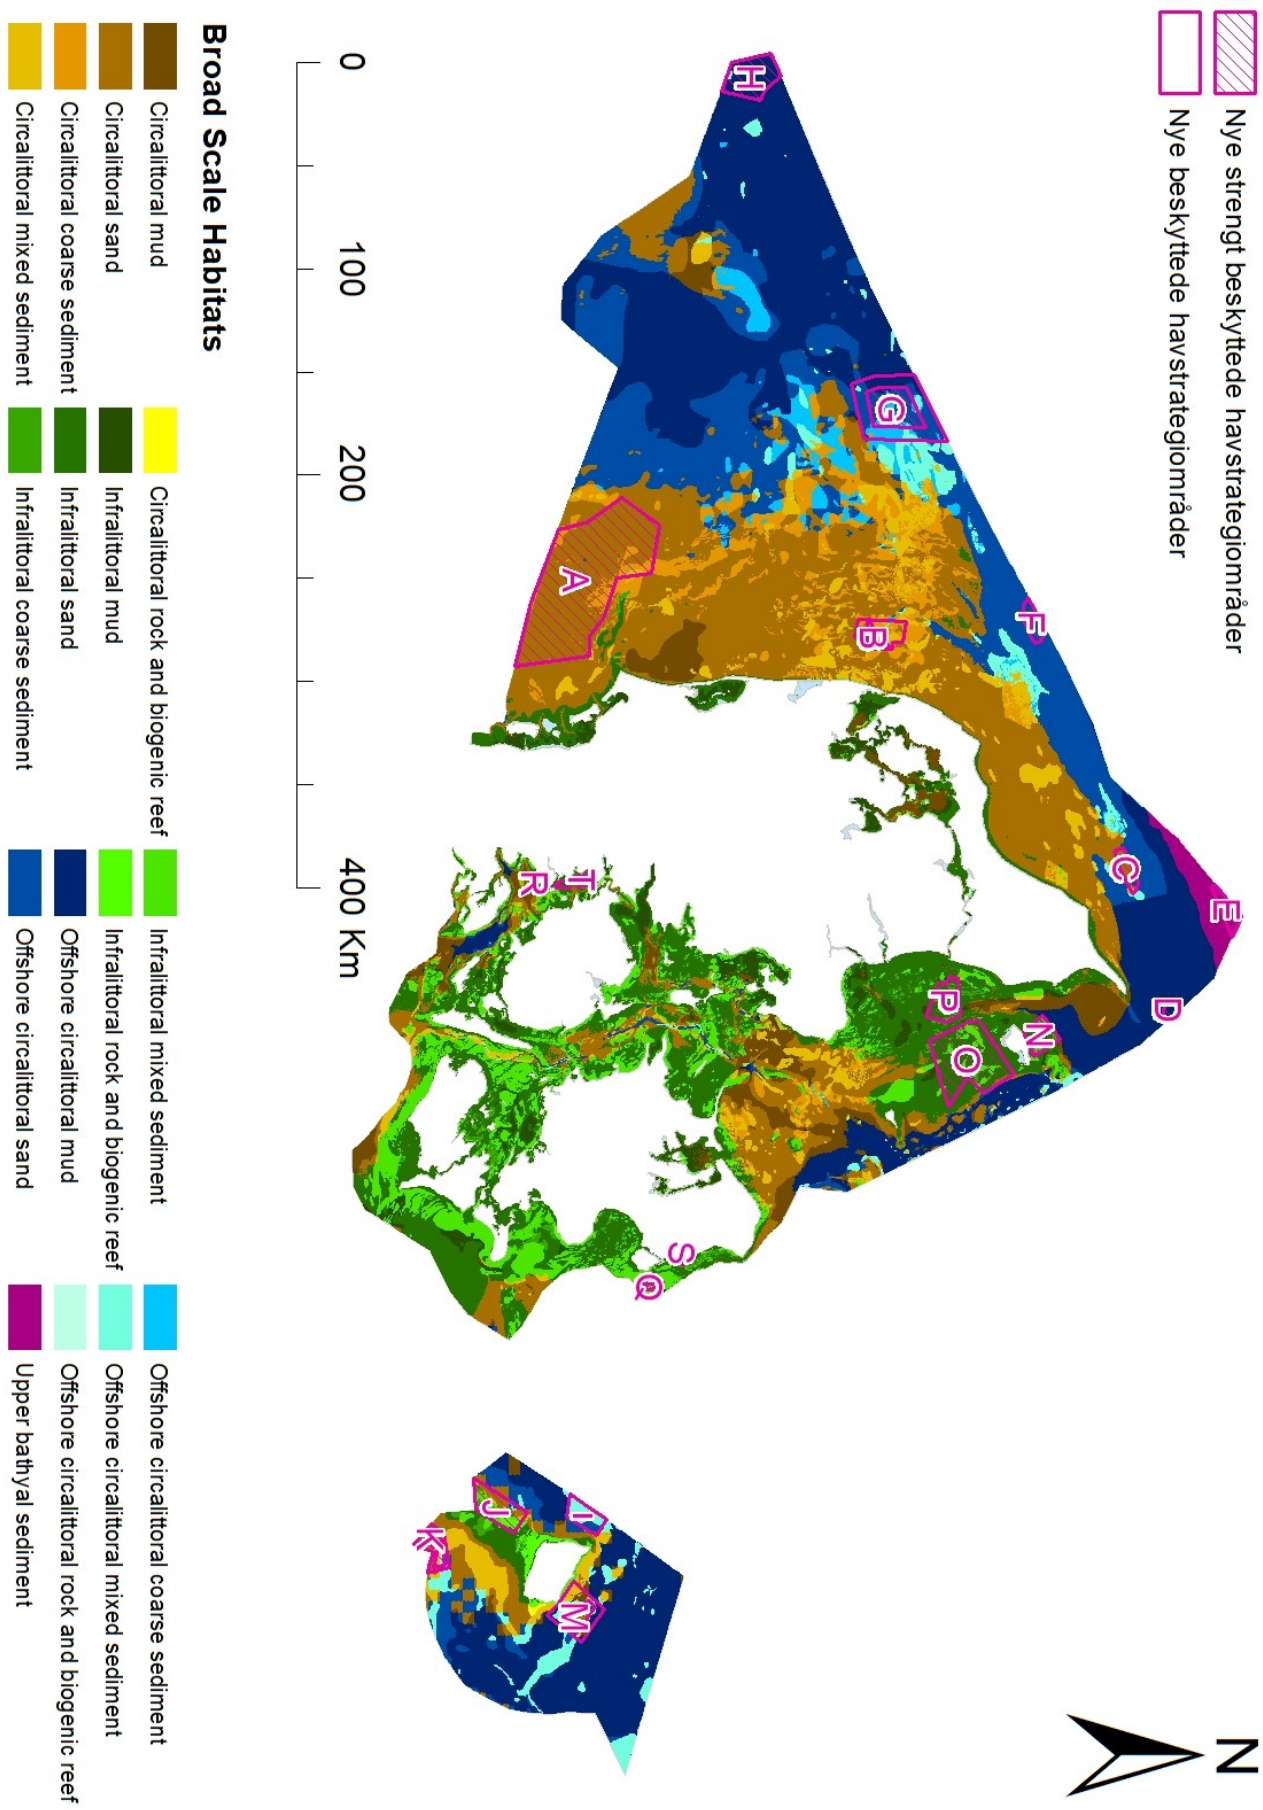 Nye strengt beskyttede havstrategiområder
Nye beskyttede havstrategiområder
N
E
D
F
C
N
P
O
G
B
H
A
S
Q
T
R
I
J
M
K
0 100 200 400 Km
Broad Scale Habitats
Circalittoral mud
Circalittoral sand
Circalittoral coarse sediment
Circalittoral mixed sediment
Circalittoral rock and biogenic reef
Infralittoral mud
Infralittoral sand
Infralittoral coarse sediment
Infralittoral mixed sediment
Infralittoral rock and biogenic reef
Offshore circalittoral mud
Offshore circalittoral sand
Offshore circalittoral coarse sediment
Offshore circalittoral mixed sediment
Offshore circalittoral rock and biogenic reef
Upper bathyal sediment